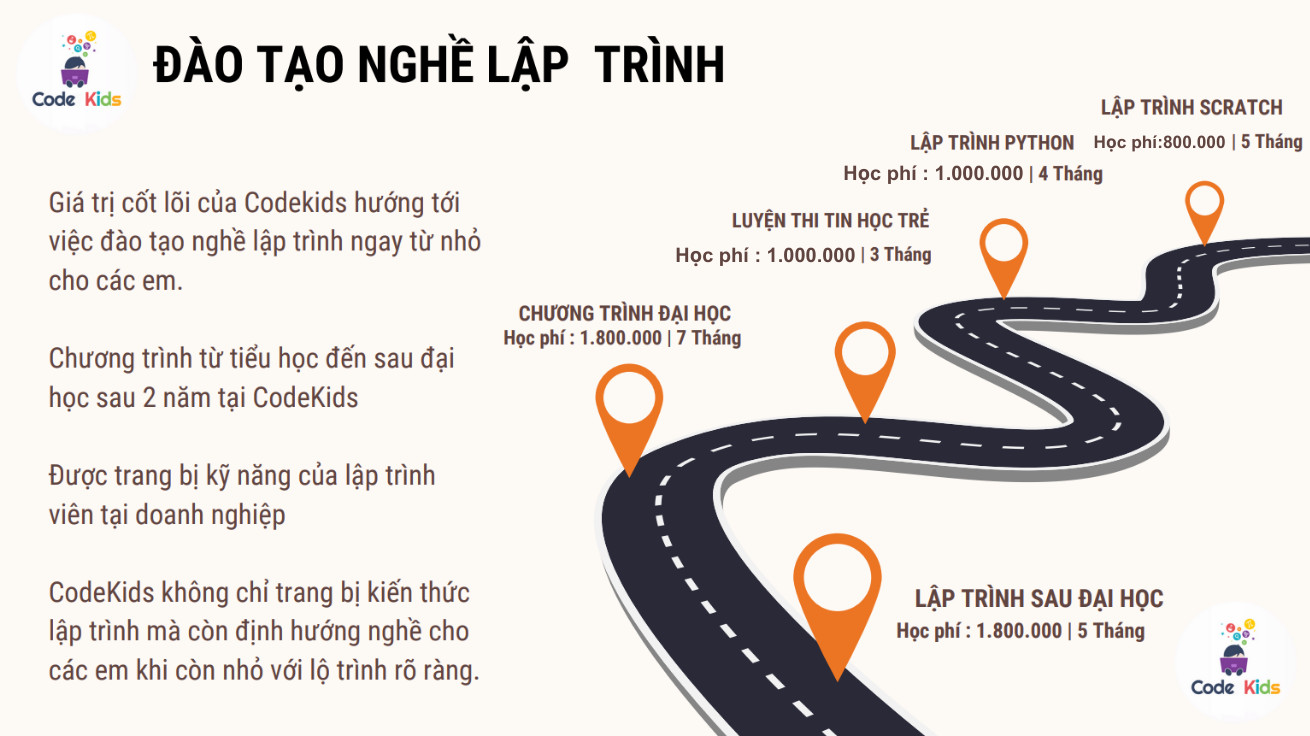 Code Kids
ĐÀO TẠO NGHỀ LẬP TRÌNH
Giá trị cốt lõi của Codekids hướng tới
việc đào tạo nghề lập trình ngay từ nhỏ
cho các em.
Chương trình từ tiểu học đến sau đại
học sau 2 năm tại CodeKids
Được trang bị kỹ năng của lập trình
viên tại doanh nghiệp
CodeKids không chỉ trang bị kiến thức
lập trình mà còn định hướng nghề cho
các em khi còn nhỏ với lộ trình rõ ràng.
LẬP TRÌNH SCRATCH
Học phí:800.000 | 5 Tháng
LẬP TRÌNH PYTHON
Học phí : 1.000.000 | 4 Tháng
LUYỆN THI TIN HỌC TRẺ
Học phí : 1.000.000 | 3 Tháng
CHƯƠNG TRÌNH ĐẠI HỌC
Học phí : 1.800.000 | 7 Tháng
LẬP TRÌNH SAU ĐẠI HỌC
Học phí : 1.800.000 | 5 Tháng
Code Kids